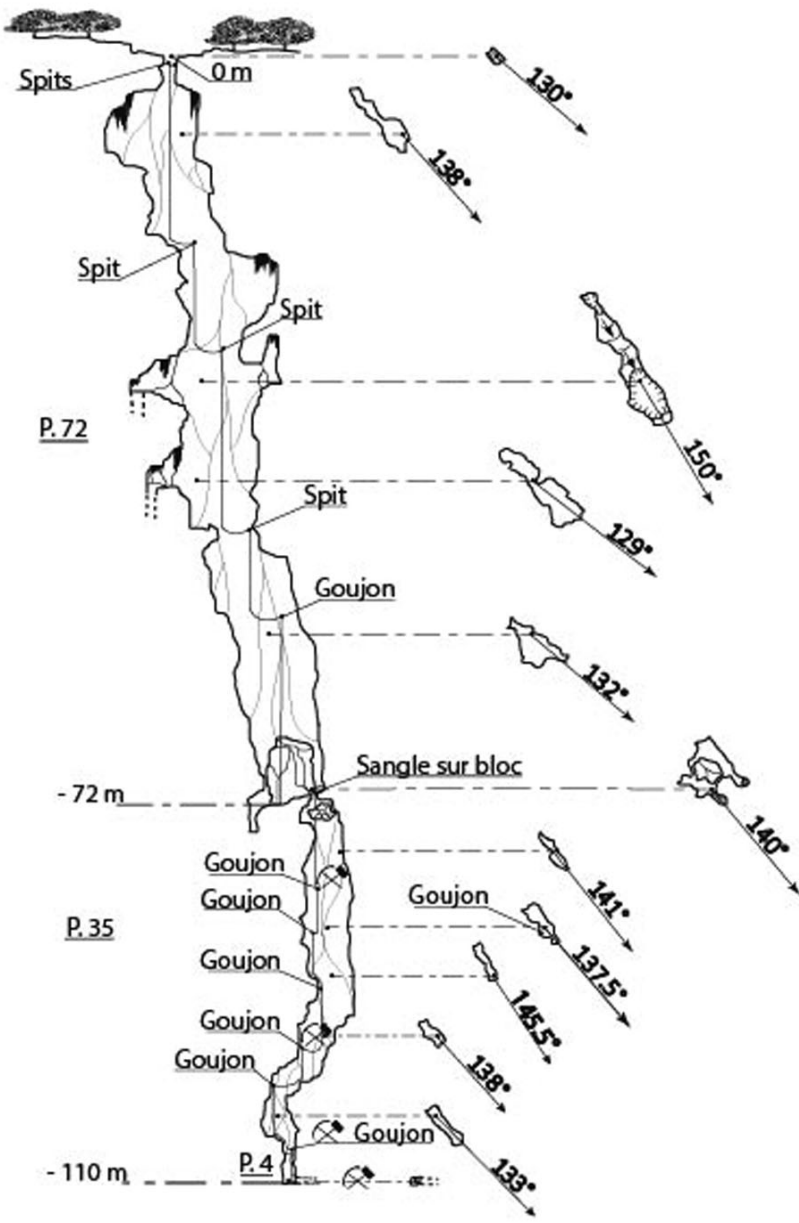 0 m
Spits
130°
138°
Spit
Spit
P. 72
150°
Spit
129°
Goujon
132°
Sangle sur bloc
- 72 m
140°
Goujon
141°
Goujon
Goujon
P. 35
137.5°
Goujon
145.5°
Goujon
138°
Goujon
Goujon
P. 4
- 110 m
133°